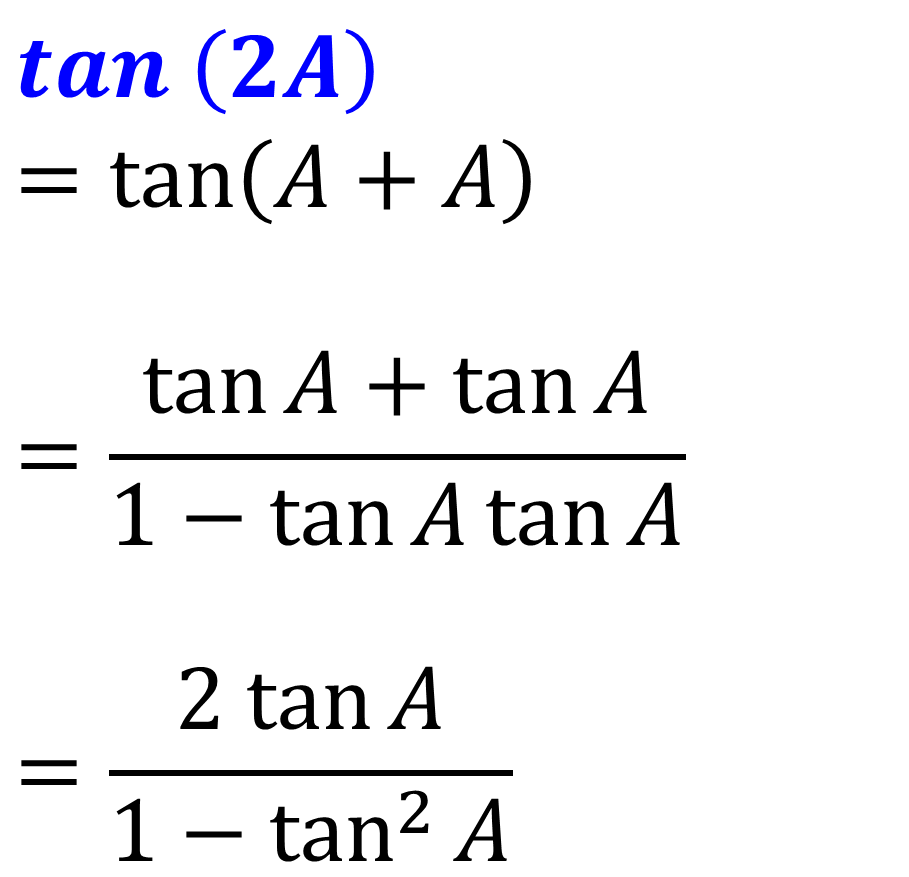 tan (2A)
= tan(A + A)
= (tan A + tan A) / (1 − tan A tan A)
= (2 tan A) / (1 − tan² A)